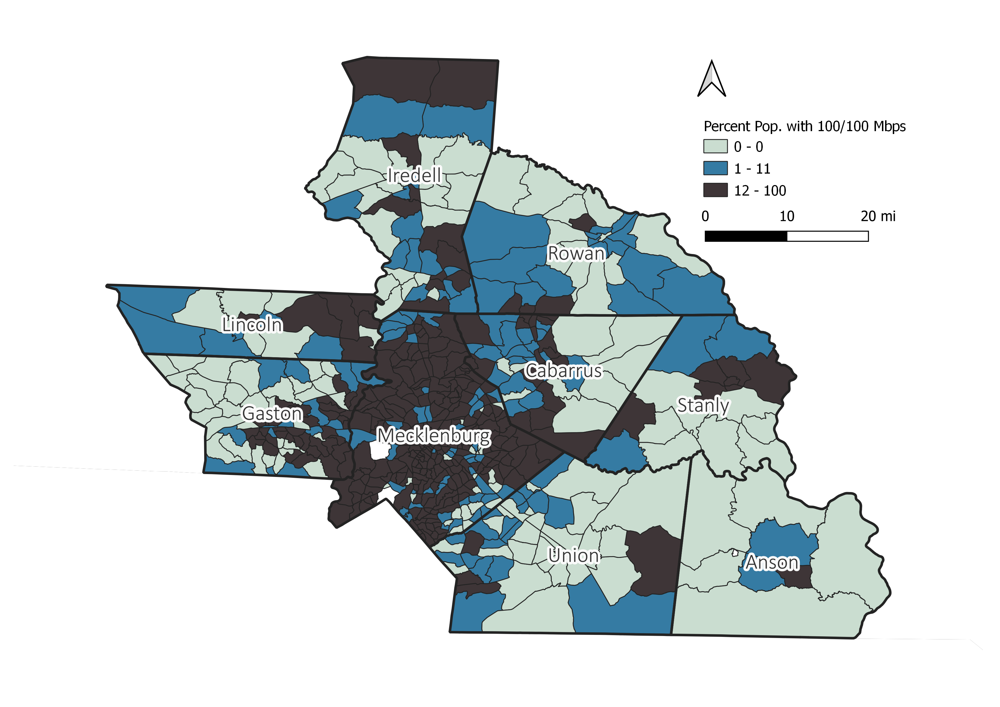 Percent Pop. with 100/100 Mbps
0 - 0
1 - 11
12 - 100
0 10 20 mi
Iredell
Rowan
Lincoln
Cabarrus
Stanly
Gaston
Mecklenburg
Union
Anson